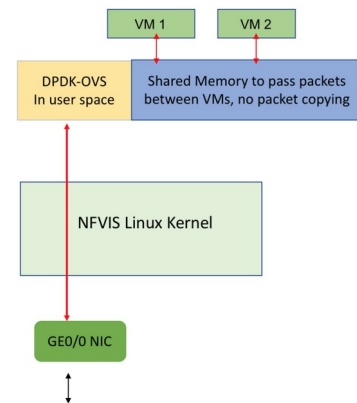 VM 1
VM 2
DPDK-OVS
In user space
Shared Memory to pass packets
between VMs, no packet copying
NFVIS Linux Kernel
GE0/0 NIC